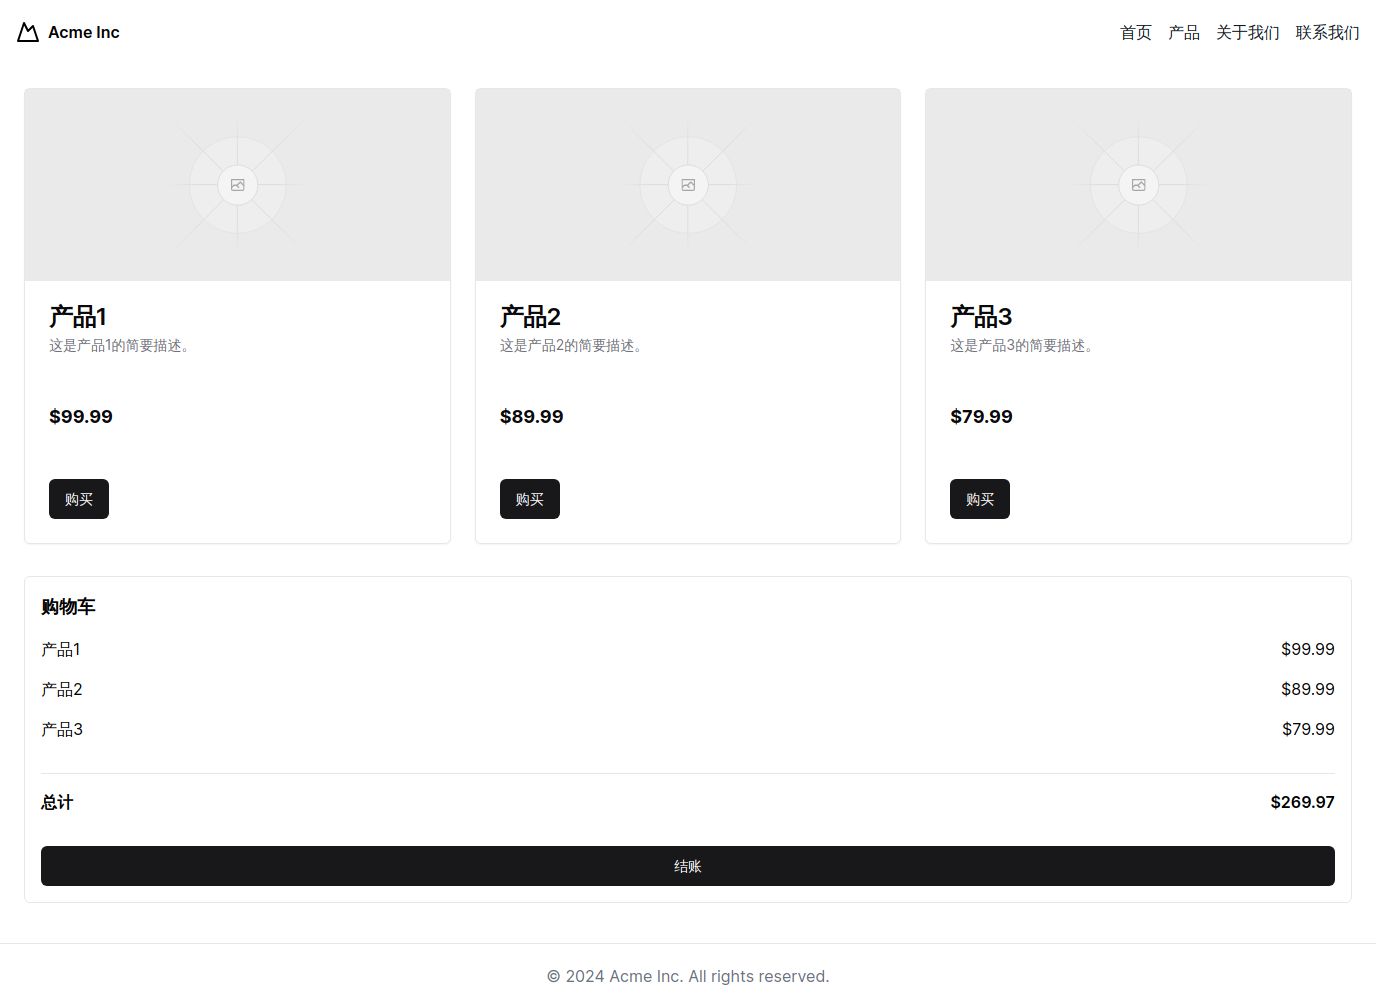 Acme Inc
首页 产品 关于我们 联系我们
产品1
这是产品1的简要描述。
$99.99
购买
产品2
这是产品2的简要描述。
$89.99
购买
产品3
这是产品3的简要描述。
$79.99
购买
购物车
产品1 $99.99
产品2 $89.99
产品3 $79.99
总计 $269.97
结账
© 2024 Acme Inc. All rights reserved.